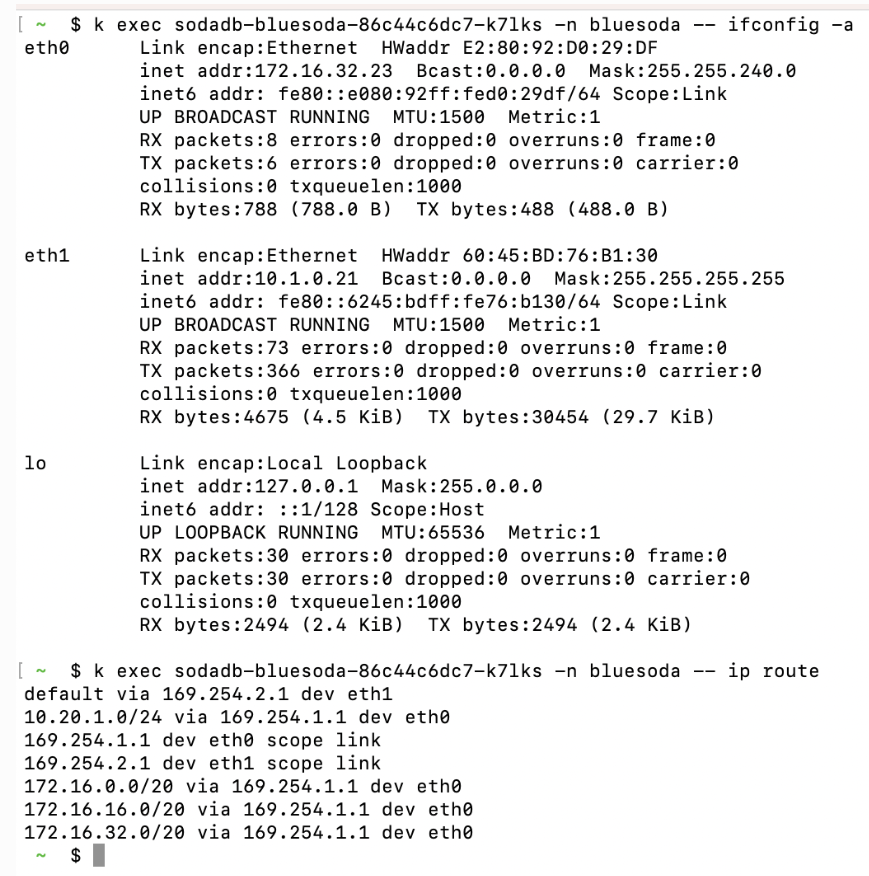 [ ~ $ k exec sodadb-bluesoda-86c44c6dc7-k7lks -n bluesoda -- ifconfig -a
eth0 Link encap:Ethernet HWaddr E2:80:92:D0:29:DF
inet addr:172.16.32.23 Bcast:0.0.0.0 Mask:255.255.240.0
inet6 addr: fe80::e080:92ff:fed0:29df/64 Scope:Link
UP BROADCAST RUNNING MTU:1500 Metric:1
RX packets:8 errors:0 dropped:0 overruns:0 frame:0
TX packets:6 errors:0 dropped:0 overruns:0 carrier:0
collisions:0 txqueuelen:1000
RX bytes:788 (788.0 B) TX bytes:488 (488.0 B)
eth1 Link encap:Ethernet HWaddr 60:45:BD:76:B1:30
inet addr:10.1.0.21 Bcast:0.0.0.0 Mask:255.255.255.255
inet6 addr: fe80::6245:bdff:fe76:b130/64 Scope:Link
UP BROADCAST RUNNING MTU:1500 Metric:1
RX packets:73 errors:0 dropped:0 overruns:0 frame:0
TX packets:366 errors:0 dropped:0 overruns:0 carrier:0
collisions:0 txqueuelen:1000
RX bytes:4675 (4.5 KiB) TX bytes:30454 (29.7 KiB)
lo Link encap:Local Loopback
inet addr:127.0.0.1 Mask:255.0.0.0
inet6 addr: ::1/128 Scope:Host
UP LOOPBACK RUNNING MTU:65536 Metric:1
RX packets:30 errors:0 dropped:0 overruns:0 frame:0
TX packets:30 errors:0 dropped:0 overruns:0 carrier:0
collisions:0 txqueuelen:1000
RX bytes:2494 (2.4 KiB) TX bytes:2494 (2.4 KiB)
[ ~ $ k exec sodadb-bluesoda-86c44c6dc7-k7lks -n bluesoda -- ip route
default via 169.254.2.1 dev eth1
10.20.1.0/24 via 169.254.1.1 dev eth0
169.254.1.1 dev eth0 scope link
169.254.2.1 dev eth1 scope link
172.16.0.0/20 via 169.254.1.1 dev eth0
172.16.16.0/20 via 169.254.1.1 dev eth0
172.16.32.0/20 via 169.254.1.1 dev eth0
~ $